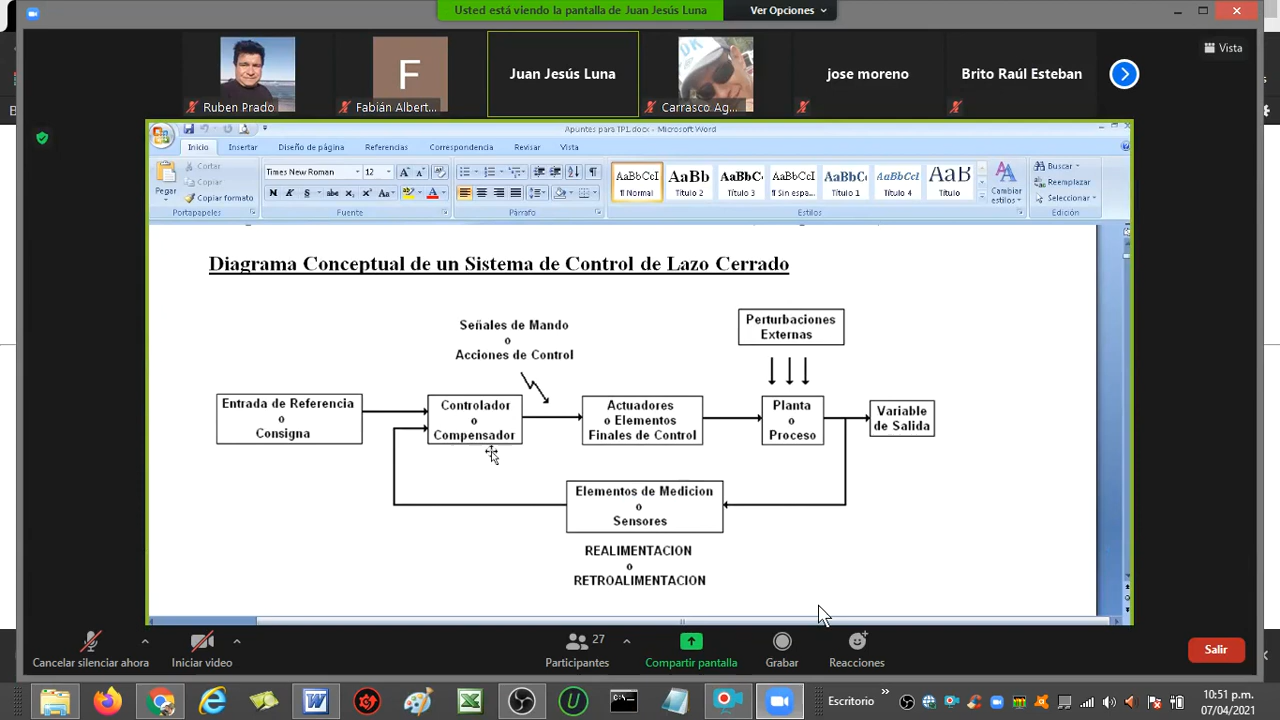 Usted está viendo la pantalla de Juan Jesús Luna
Ver Opciones
Vista
F
Juan Jesús Luna
jose moreno
Brito Raúl Esteban
Ruben Prado
Fabián Albert...
Carrasco Ag...
Apuntes para TP1.docx - Microsoft Word
Inicio
Insertar
Diseño de página
Referencias
Correspondencia
Revisar
Vista
Pegar
Cortar
Copiar
Copiar formato
Portapapeles
Times New Roman
12
Fuente
Párrafo
AaBbCcI
¶ Normal
AaBb
Título 2
AaBbC
Título 3
AaBbCcI
¶ Sin espa...
AaBbC
Título 1
AaBbCcI
Título 4
AaB
Título
Cambiar
estilos
Estilos
Buscar
Reemplazar
Seleccionar
Edición
Diagrama Conceptual de un Sistema de Control de Lazo Cerrado
Señales de Mando
o
Acciones de Control
Perturbaciones
Externas
Entrada de Referencia
o
Consigna
Controlador
o
Compensador
Actuadores
o Elementos
Finales de Control
Planta
o
Proceso
Variable
de Salida
Elementos de Medicion
o
Sensores
REALIMENTACION
o
RETROALIMENTACION
Cancelar silenciar ahora
Iniciar video
27
Participantes
Compartir pantalla
Grabar
Reacciones
Salir
Escritorio
10:51 p.m.
07/04/2021